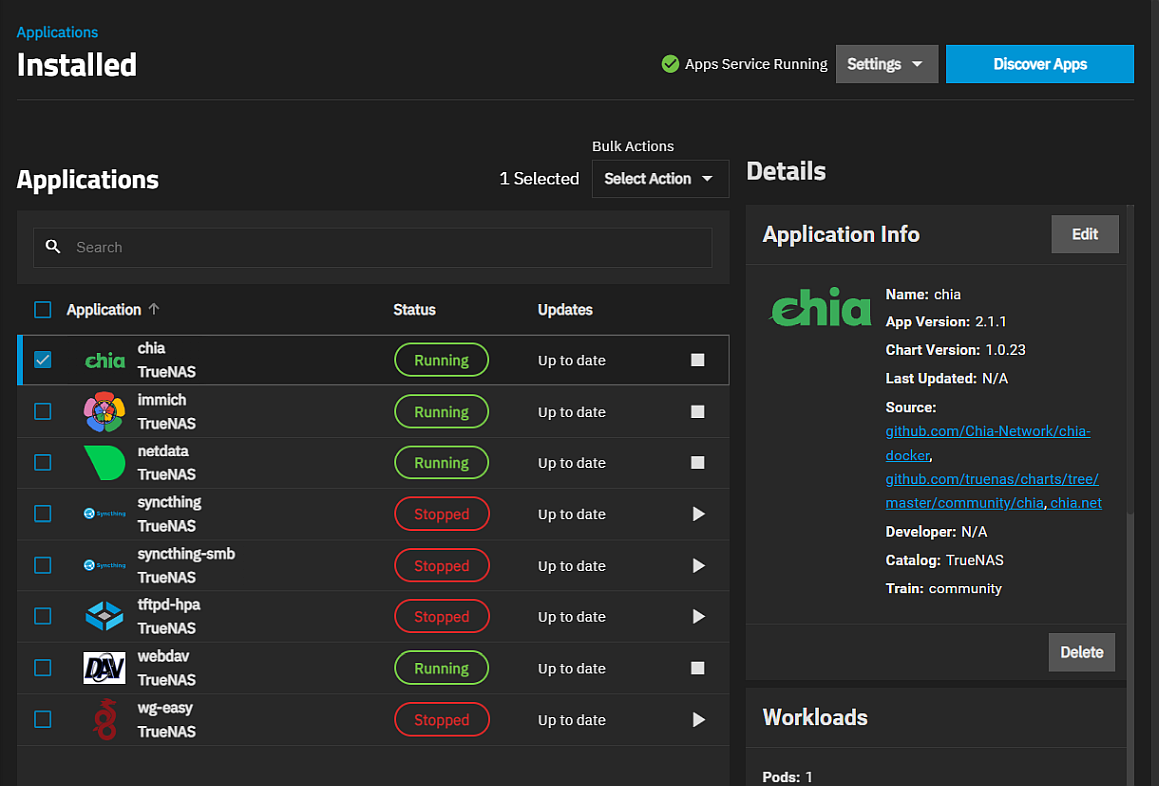 Applications
Installed
Apps Service Running
Settings
Discover Apps
Applications
1 Selected
Bulk Actions
Select Action
Search
Application Status Updates
chia
chia
TrueNAS
Running
Up to date
immich
TrueNAS
Running
Up to date
netdata
TrueNAS
Running
Up to date
Syncthing
syncthing
TrueNAS
Stopped
Up to date
Syncthing
syncthing-smb
TrueNAS
Stopped
Up to date
tftpd-hpa
TrueNAS
Stopped
Up to date
DAV
webdav
TrueNAS
Running
Up to date
wg-easy
TrueNAS
Stopped
Up to date
Details
Application Info
Edit
chia
Name: chia
App Version: 2.1.1
Chart Version: 1.0.23
Last Updated: N/A
Source:
github.com/Chia-Network/chia-
docker,
github.com/truenas/charts/tree/
master/community/chia, chia.net
Developer: N/A
Catalog: TrueNAS
Train: community
Delete
Workloads
Pods: 1